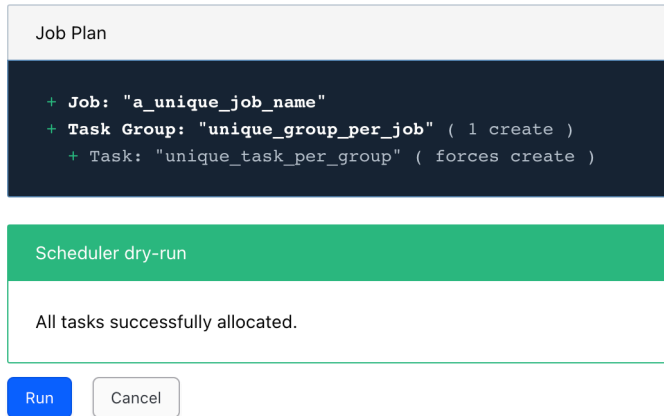 Job Plan
+ Job: "a_unique_job_name"
+ Task Group: "unique_group_per_job" ( 1 create )
+ Task: "unique_task_per_group" ( forces create )
Scheduler dry-run
All tasks successfully allocated.
Run Cancel